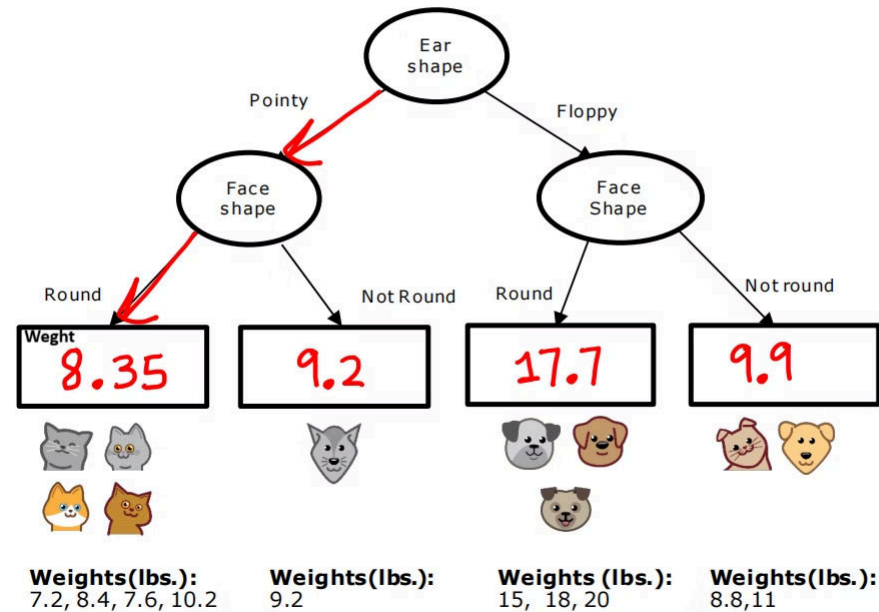 Ear
shape
Pointy
Floppy
Face
shape
Face
Shape
Round
Not Round
Round
Not round
Weght
8.35
9.2
17.7
9.9
Weights(lbs.):
7.2, 8.4, 7.6, 10.2
Weights(lbs.):
9.2
Weights (lbs.):
15, 18, 20
Weights(lbs.):
8.8,11